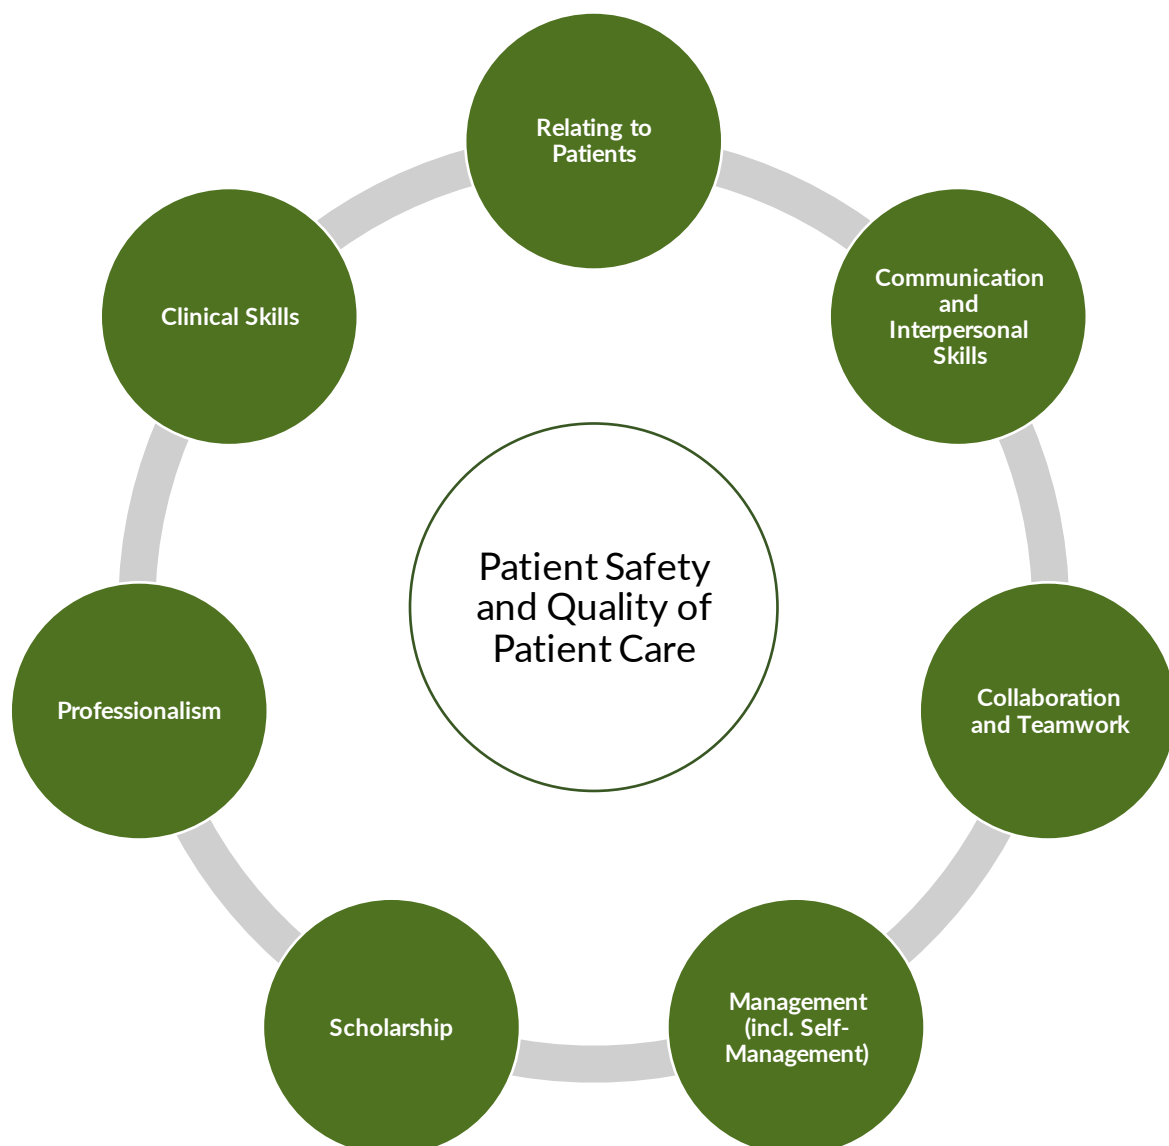 Relating to
Patients
Communication
and
Interpersonal
Skills
Collaboration
and Teamwork
Management
(incl. Self-
Management)
Scholarship
Professionalism
Clinical Skills
Patient Safety
and Quality of
Patient Care